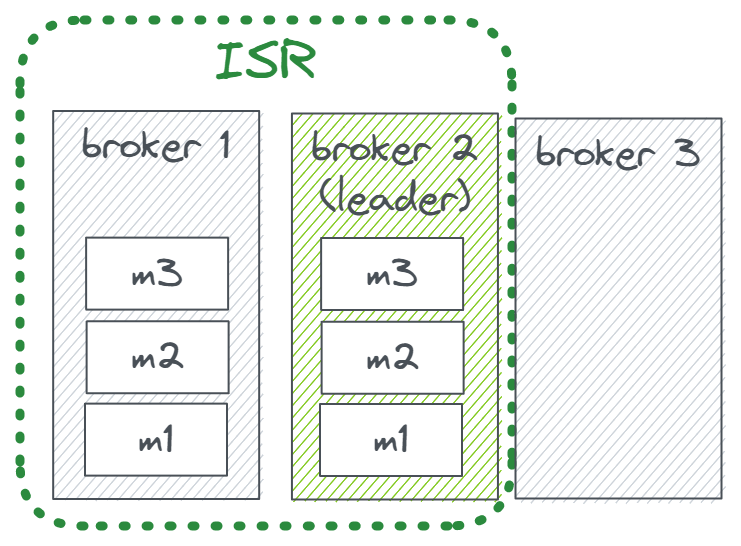 ISR
broker 1
m3
m2
m1
broker 2
(leader)
m3
m2
m1
broker 3